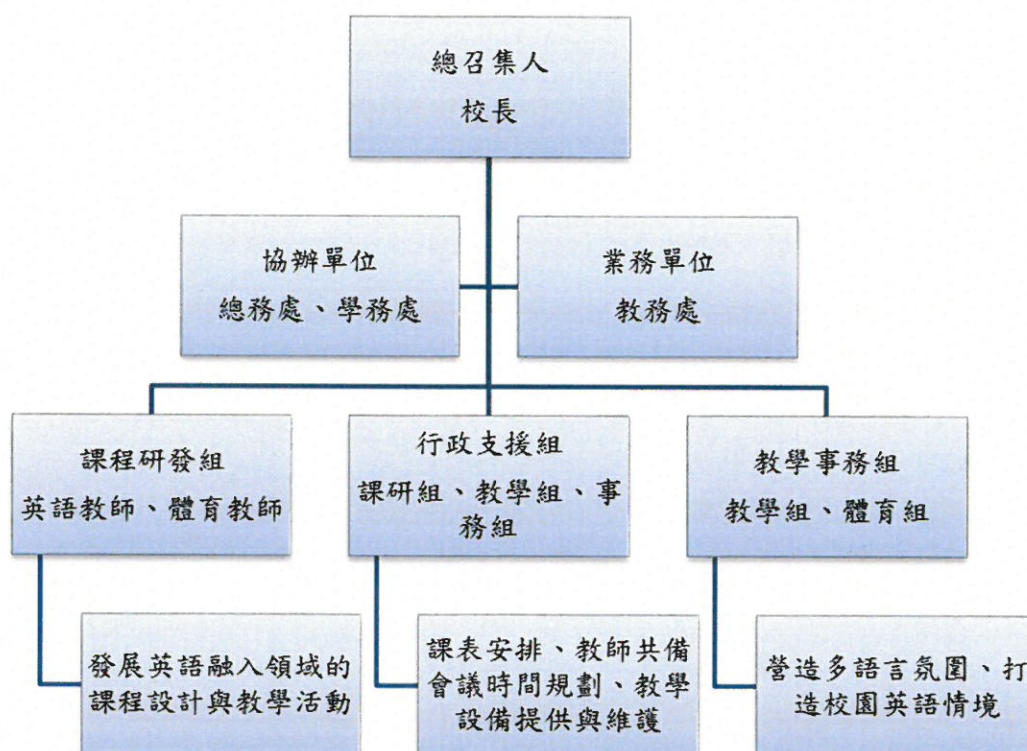 總召集人
校長
協辦單位
總務處、學務處
業務單位
教務處
課程研發組
英語教師、體育教師
行政支援組
課研組、教學組、事
務組
教學事務組
教學組、體育組
發展英語融入領域的
課程設計與教學活動
課表安排、教師共備
會議時間規劃、教學
設備提供與維護
營造多語言氛圍、打
造校園英語情境